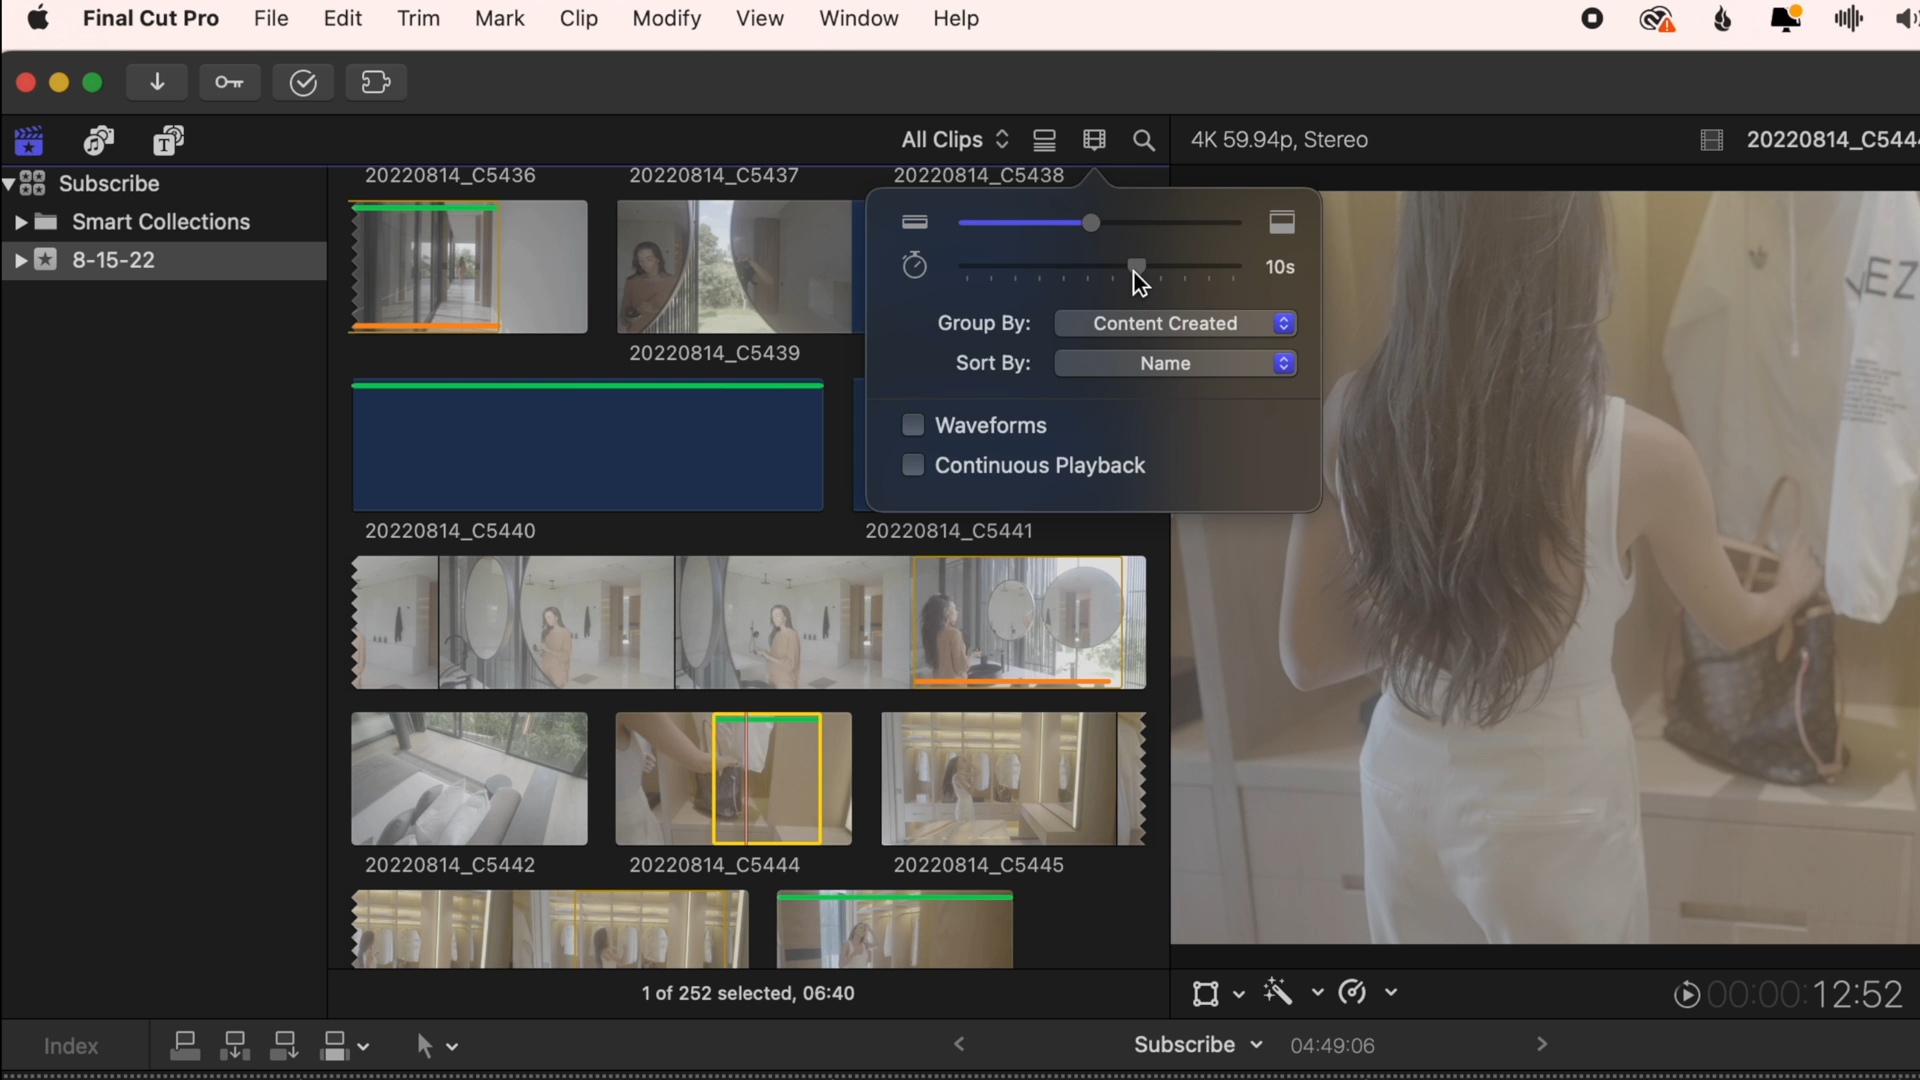 Final Cut Pro File Edit Trim Mark Clip Modify View Window Help
All Clips
4K 59.94p, Stereo
20220814_C544
Subscribe
Smart Collections
8-15-22
20220814_C5436 20220814_C5437 20220814_C5438
10s
Group By: Content Created
Sort By: Name
Waveforms
Continuous Playback
20220814_C5439
20220814_C5440 20220814_C5441
20220814_C5442 20220814_C5444 20220814_C5445
1 of 252 selected, 06:40
00:00:12:52
Index
Subscribe 04:49:06